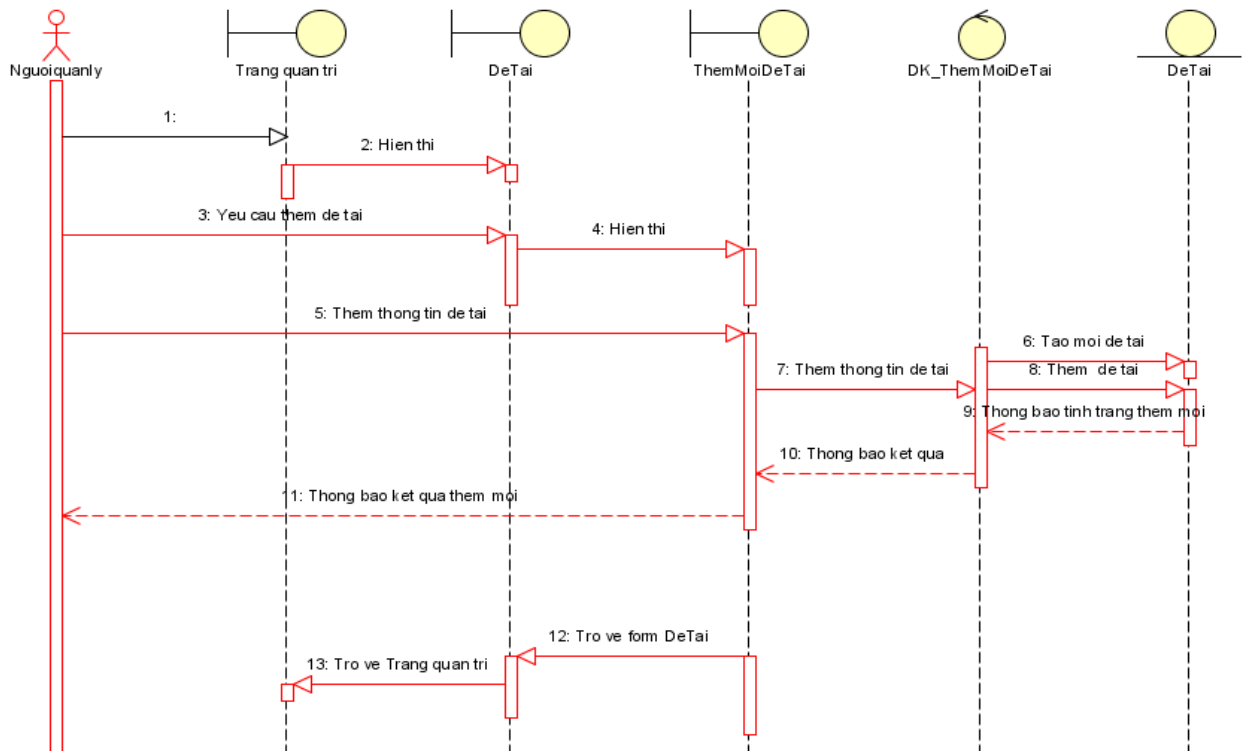 Nguoiquanly
Trang quan tri
DeTai
ThemMoiDeTai
DK_ThemMoiDeTai
DeTai
1:
2: Hien thi
3: Yeu cau them de tai
4: Hien thi
5: Them thong tin de tai
6: Tao moi de tai
7: Them thong tin de tai
8: Them de tai
9: Thong bao tinh trang them moi
10: Thong bao ket qua
11: Thong bao ket qua them moi
12: Tro ve form DeTai
13: Tro ve Trang quan tri